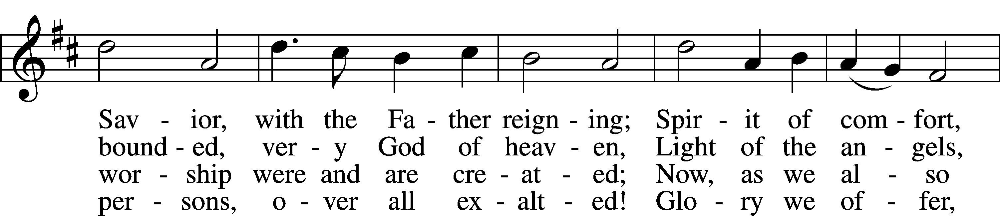 Sav - ior, with the Fa - ther reign - ing; Spir - it of com - fort,
bound - ed, ver - y God of heav - en, Light of the an - gels,
wor - ship were and are cre - at - ed; Now, as we al - so
per - sons, o - ver all ex - alt - ed! Glo - ry we of - fer,